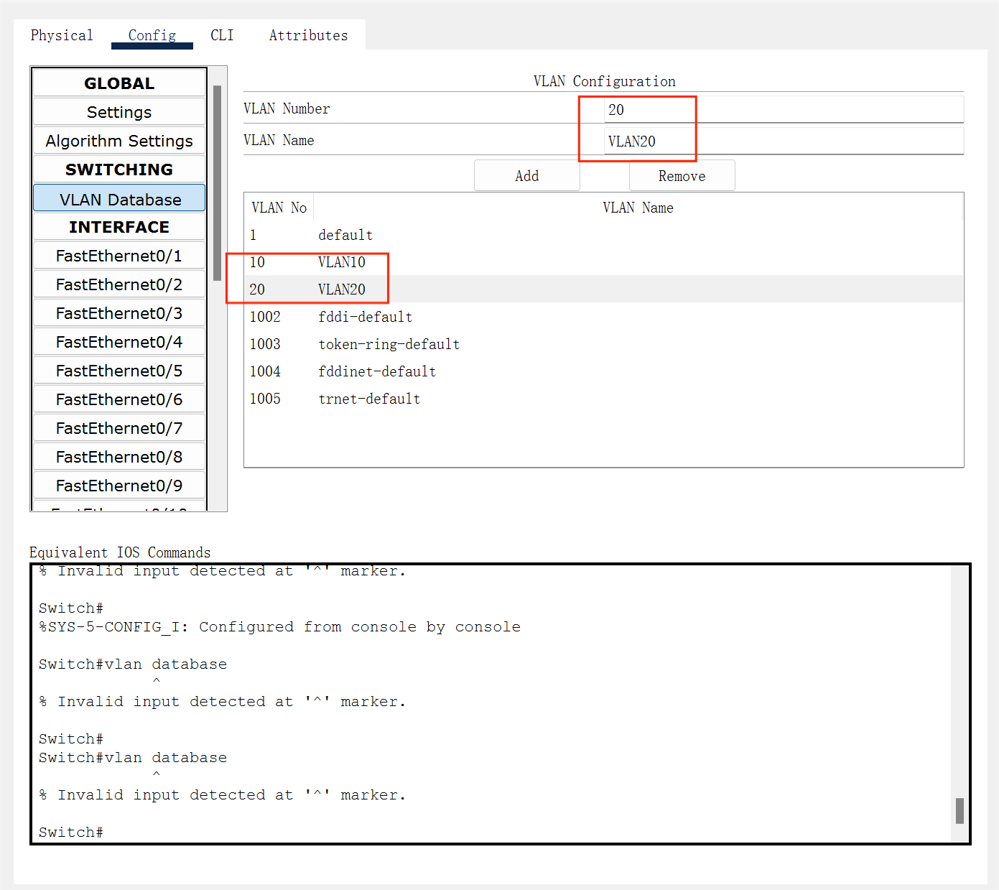 Physical Config CLI Attributes
GLOBAL
Settings
Algorithm Settings
SWITCHING
VLAN Database
INTERFACE
FastEthernet0/1
FastEthernet0/2
FastEthernet0/3
FastEthernet0/4
FastEthernet0/5
FastEthernet0/6
FastEthernet0/7
FastEthernet0/8
FastEthernet0/9
VLAN Configuration
VLAN Number 20
VLAN Name VLAN20
Add Remove
VLAN No VLAN Name
1 default
10 VLAN10
20 VLAN20
1002 fddi-default
1003 token-ring-default
1004 fddinet-default
1005 trnet-default
Equivalent IOS Commands
% Invalid input detected at '^' marker.
Switch#
%SYS-5-CONFIG_I: Configured from console by console
Switch#vlan database
^
% Invalid input detected at '^' marker.
Switch#
Switch#vlan database
^
% Invalid input detected at '^' marker.
Switch#